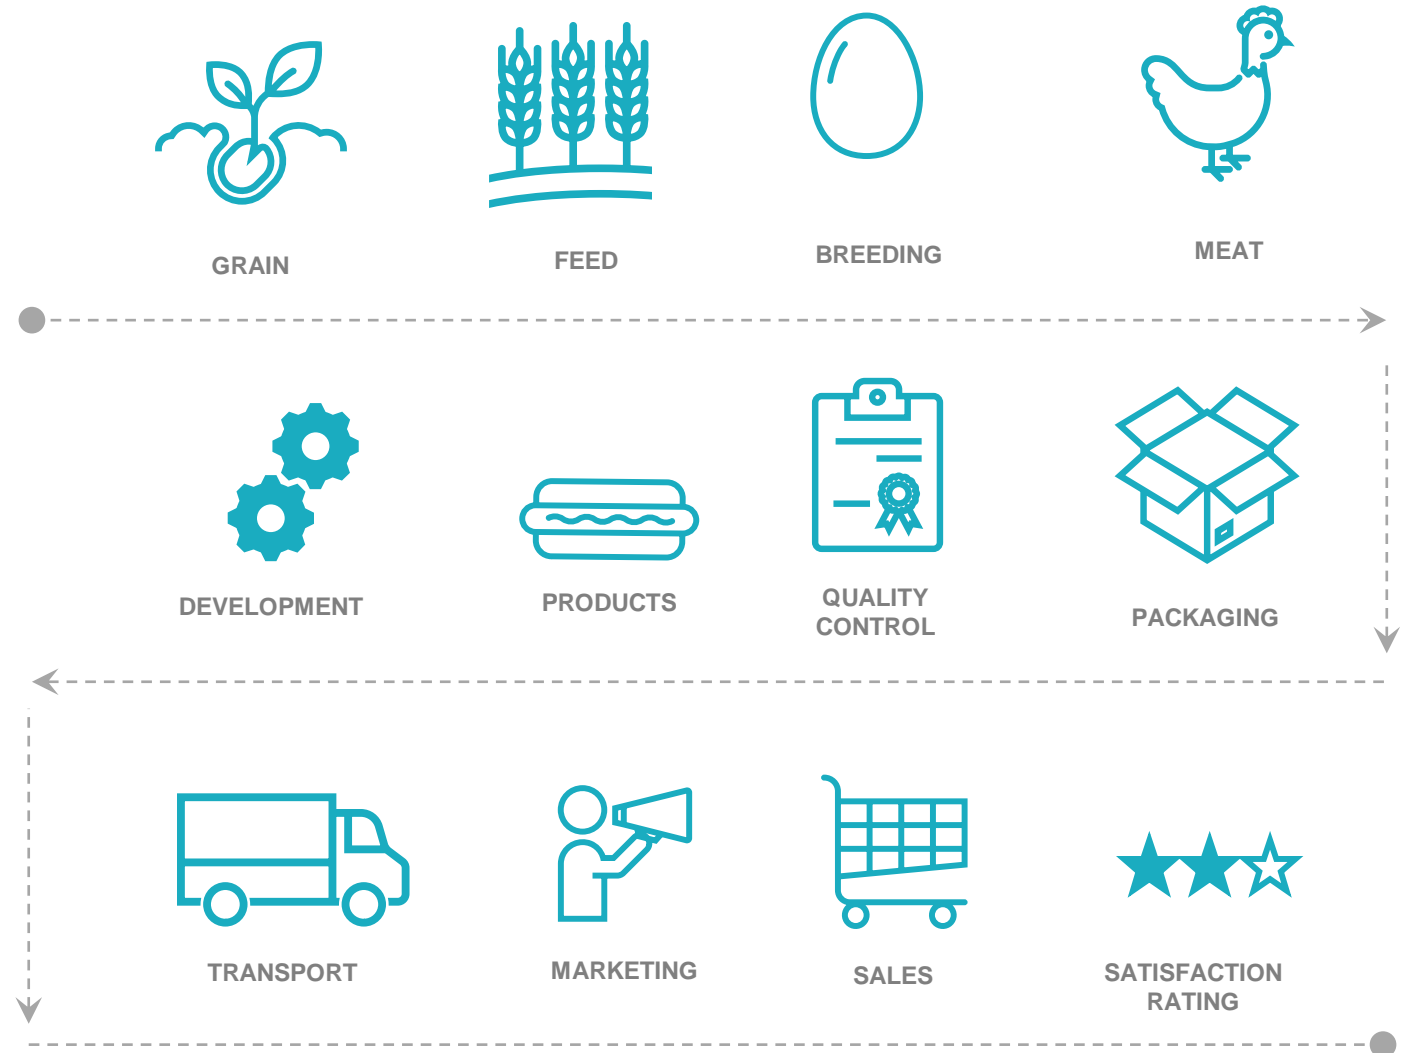 GRAIN
FEED
BREEDING
MEAT
DEVELOPMENT
PRODUCTS
QUALITY
CONTROL
PACKAGING
TRANSPORT
MARKETING
SALES
SATISFACTION
RATING